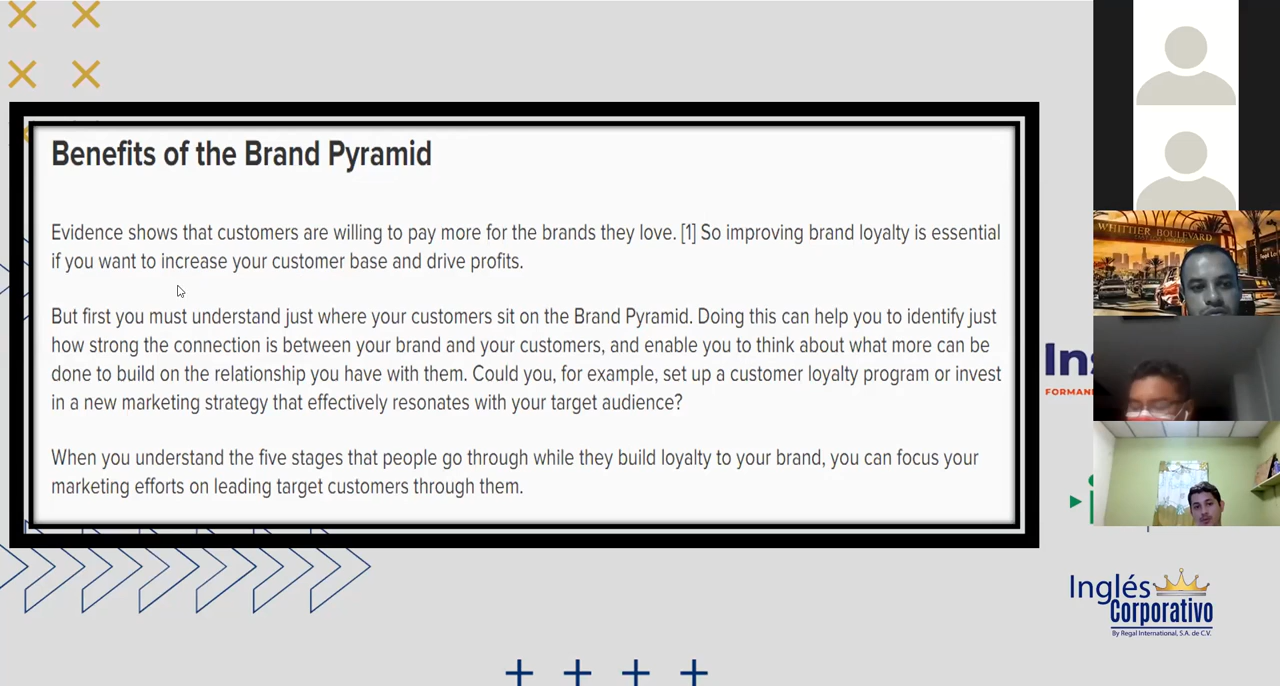 Benefits of the Brand Pyramid
Evidence shows that customers are willing to pay more for the brands they love. [1] So improving brand loyalty is essential
if you want to increase your customer base and drive profits.
But first you must understand just where your customers sit on the Brand Pyramid. Doing this can help you to identify just
how strong the connection is between your brand and your customers, and enable you to think about what more can be
done to build on the relationship you have with them. Could you, for example, set up a customer loyalty program or invest
in a new marketing strategy that effectively resonates with your target audience?
When you understand the five stages that people go through while they build loyalty to your brand, you can focus your
marketing efforts on leading target customers through them.
WHITTIER BOULEVARD
Inglés
Corporativo
By Regal International, S.A. de C.V.